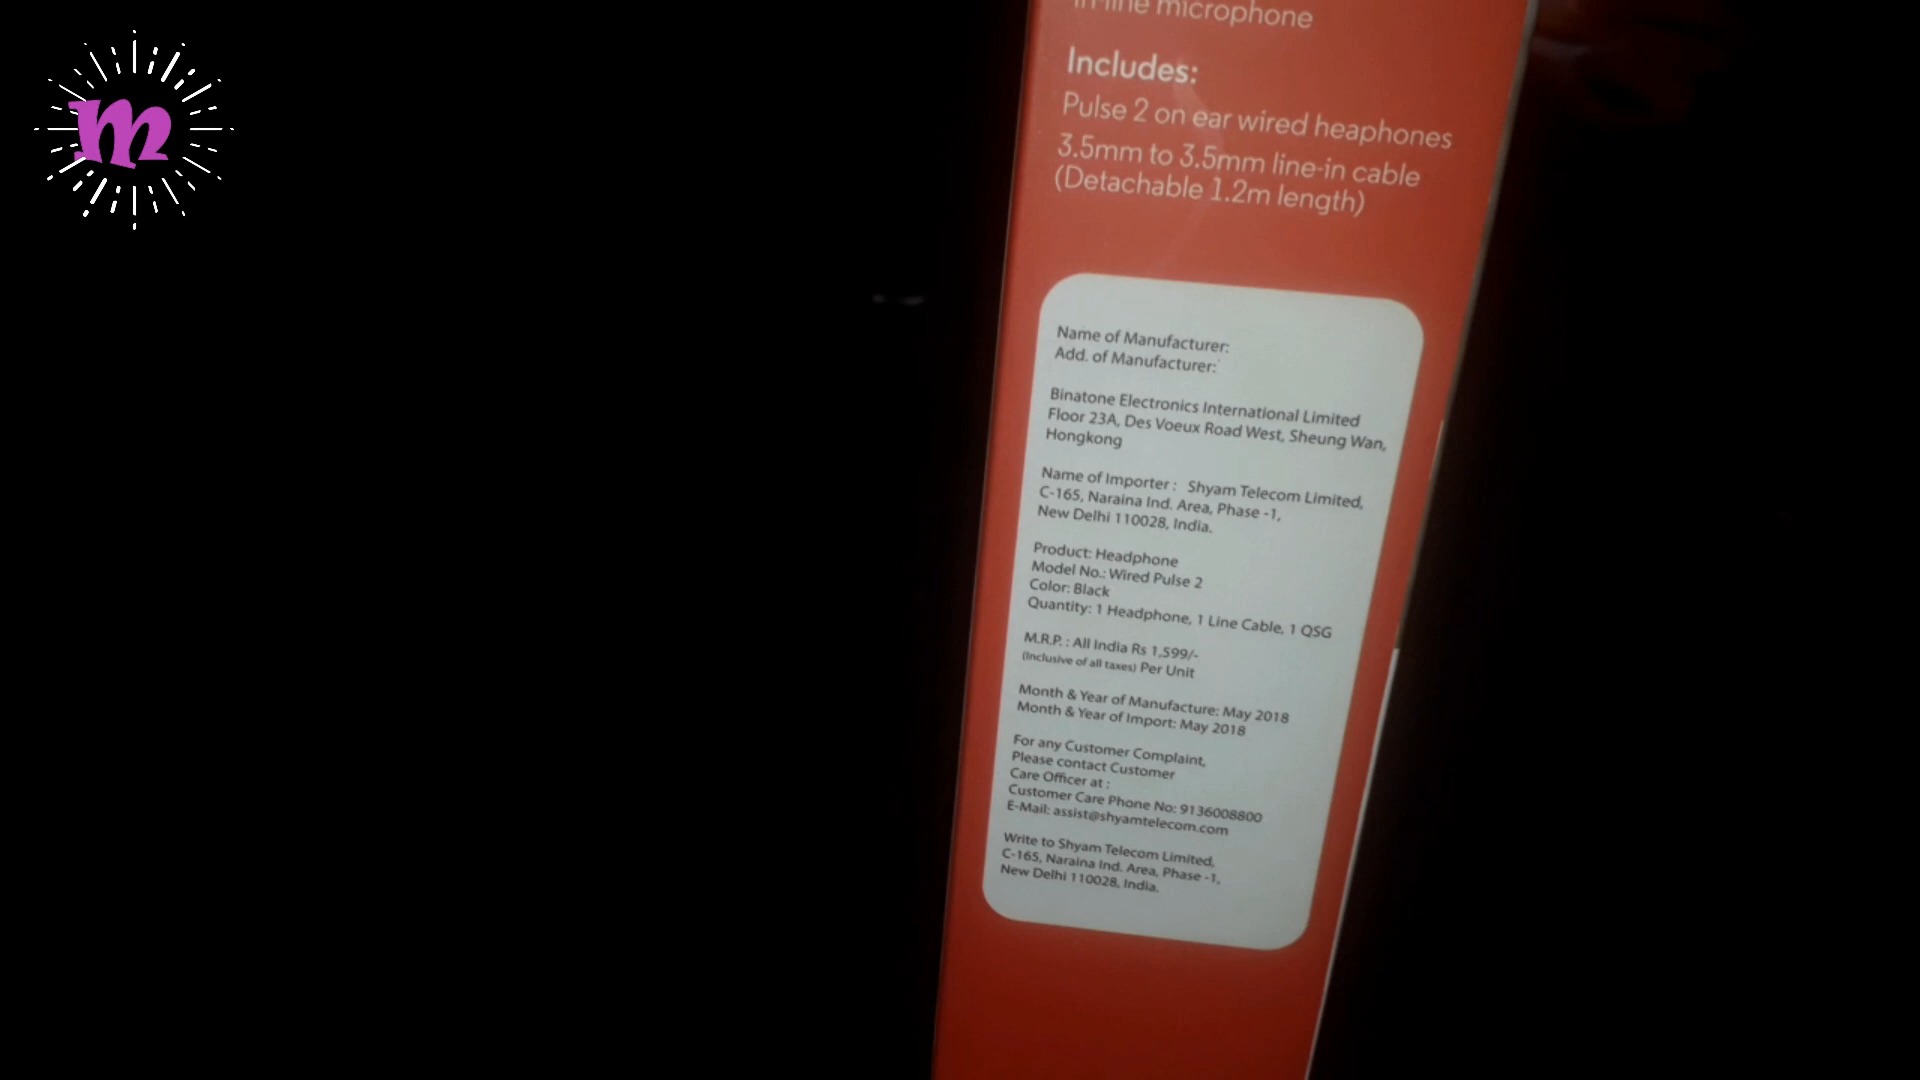 m
in-line microphone
Includes:
Pulse 2 on ear wired heaphones
3.5mm to 3.5mm line-in cable
(Detachable 1.2m length)
Name of Manufacturer:
Add. of Manufacturer:
Binatone Electronics International Limited
Floor 23A, Des Voeux Road West, Sheung Wan,
Hongkong
Name of Importer : Shyam Telecom Limited,
C-165, Naraina Ind. Area, Phase -1,
New Delhi 110028, India.
Product: Headphone
Model No.: Wired Pulse 2
Color: Black
Quantity: 1 Headphone, 1 Line Cable, 1 QSG
M.R.P. : All India Rs 1,599/-
(Inclusive of all taxes) Per Unit
Month & Year of Manufacture: May 2018
Month & Year of Import: May 2018
For any Customer Complaint,
Please contact Customer
Care Officer at :
Customer Care Phone No: 9136008800
E-Mail: assist@shyamtelecom.com
Write to Shyam Telecom Limited,
C-165, Naraina Ind. Area, Phase -1,
New Delhi 110028, India.